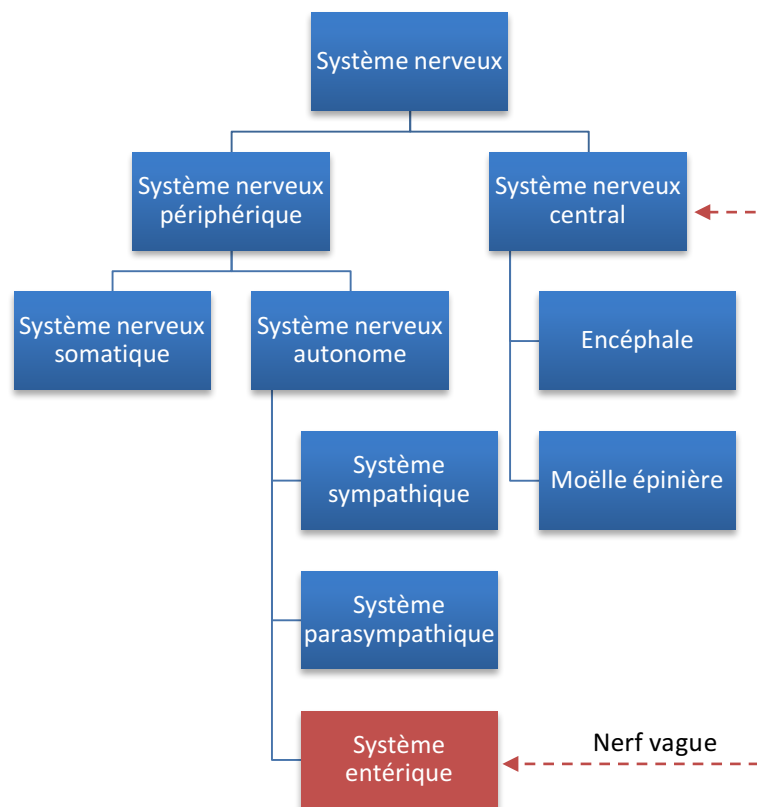 Système nerveux
Système nerveux
périphérique
Système nerveux
central
Système nerveux
somatique
Système nerveux
autonome
Encéphale
Système
sympathique
Moëlle épinière
Système
parasympathique
Système
entérique
Nerf vague